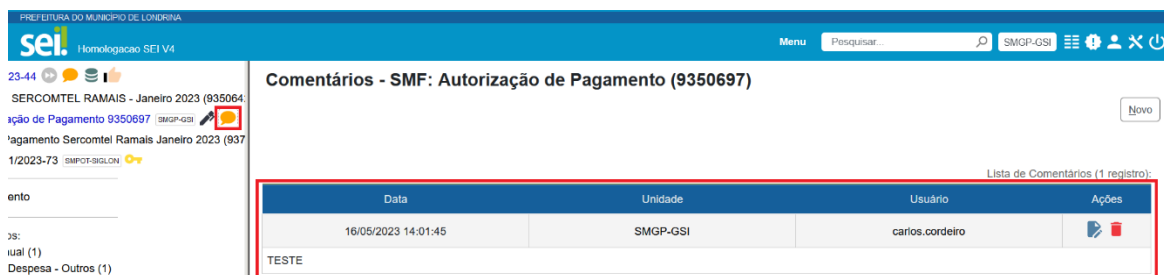 PREFEITURA DO MUNICÍPIO DE LONDRINA
sei! Homologacao SEI V4
Menu Pesquisar... SMGP-GSI
23-44
SERCOMTEL RAMAIS - Janeiro 2023 (935064
ação de Pagamento 9350697 SMGP-GSI
Pagamento Sercomtel Ramais Janeiro 2023 (937
1/2023-73 SMPOT-SIGLON
ento
os:
ual (1)
Despesa - Outros (1)
Comentários - SMF: Autorização de Pagamento (9350697)
Novo
Lista de Comentários (1 registro):
Data Unidade Usuário Ações
16/05/2023 14:01:45 SMGP-GSI carlos.cordeiro
TESTE